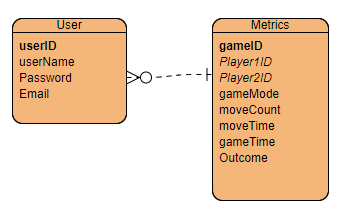 User
userID
userName
Password
Email
Metrics
gameID
Player1ID
Player2ID
gameMode
moveCount
moveTime
gameTime
Outcome